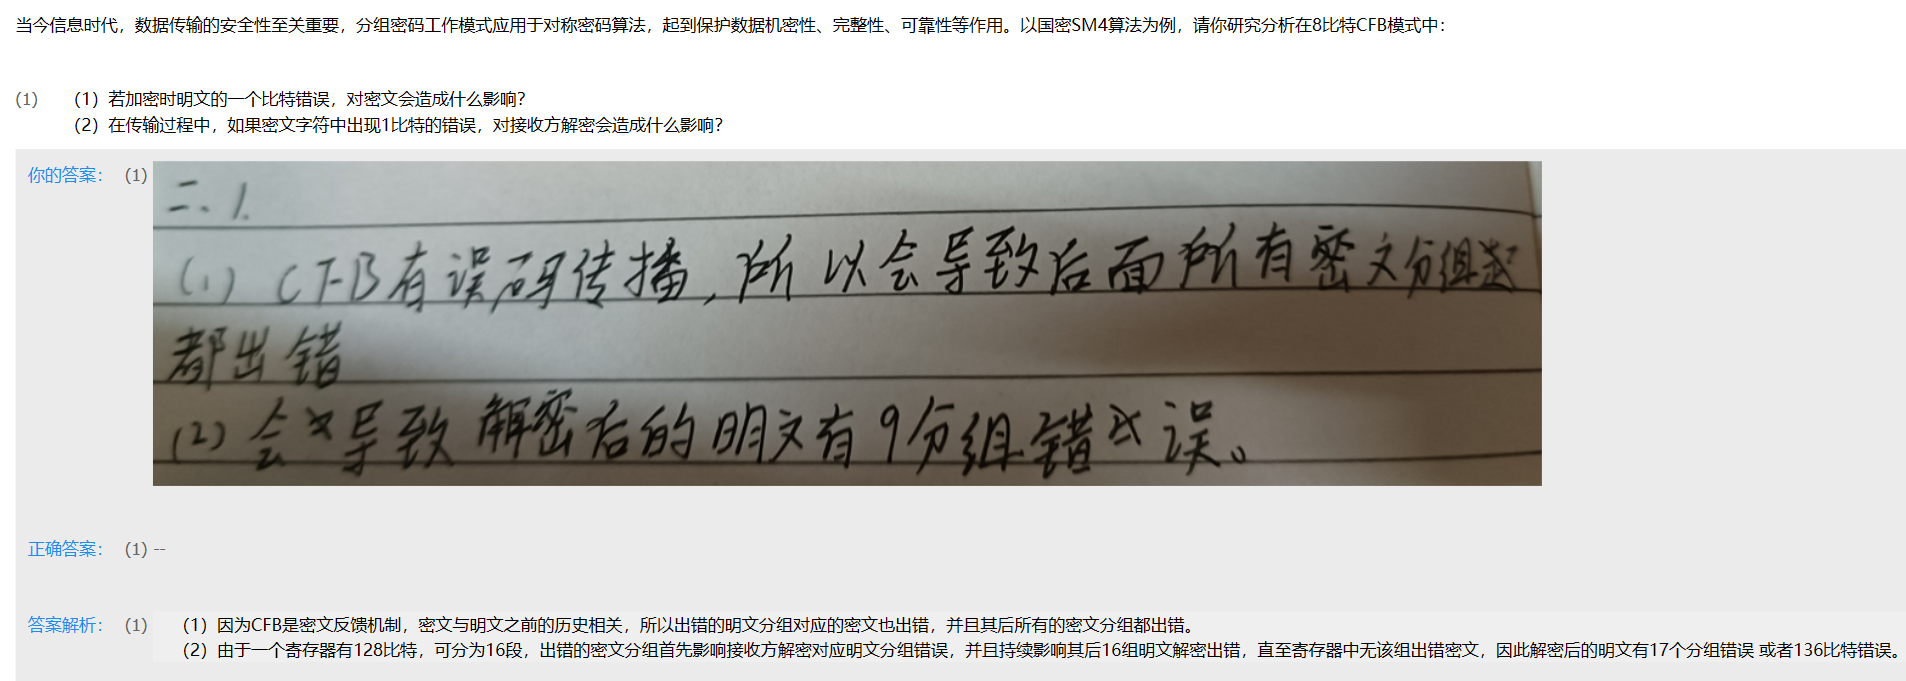 当今信息时代，数据传输的安全性至关重要，分组密码工作模式应用于对称密码算法，起到保护数据机密性、完整性、可靠性等作用。以国密SM4算法为例，请你研究分析在8比特CFB模式中：
(1) （1）若加密时明文的一个比特错误，对密文会造成什么影响？
（2）在传输过程中，如果密文字符中出现1比特的错误，对接收方解密会造成什么影响？
你的答案： (1)
二、1.
(1) CFB有误码传播，所以会导致后面所有密文分组
都出错
(2) 会导致解密后的明文有9分组错误。
正确答案： (1) --
答案解析： (1) （1）因为CFB是密文反馈机制，密文与明文之前的历史相关，所以出错的明文分组对应的密文也出错，并且其后所有的密文分组都出错。
（2）由于一个寄存器有128比特，可分为16段，出错的密文分组首先影响接收方解密对应明文分组错误，并且持续影响其后16组明文解密出错，直至寄存器中无该组出错密文，因此解密后的明文有17个分组错误 或者136比特错误。